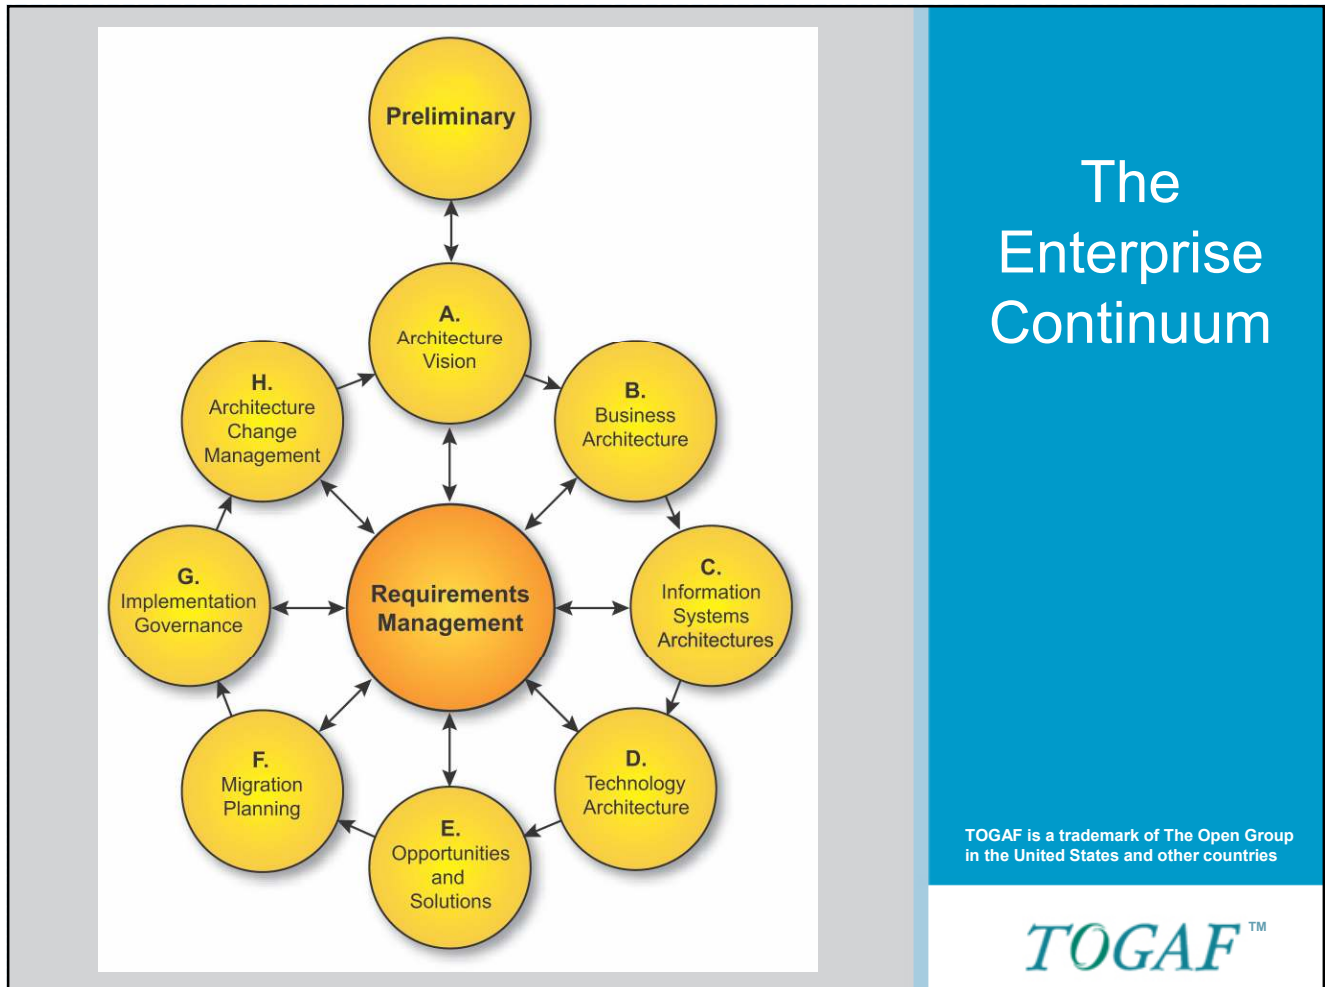 Preliminary
A.
Architecture
Vision
B.
Business
Architecture
C.
Information
Systems
Architectures
D.
Technology
Architecture
E.
Opportunities
and
Solutions
F.
Migration
Planning
G.
Implementation
Governance
H.
Architecture
Change
Management
Requirements
Management
The
Enterprise
Continuum
TOGAF is a trademark of The Open Group
in the United States and other countries
TOGAF™